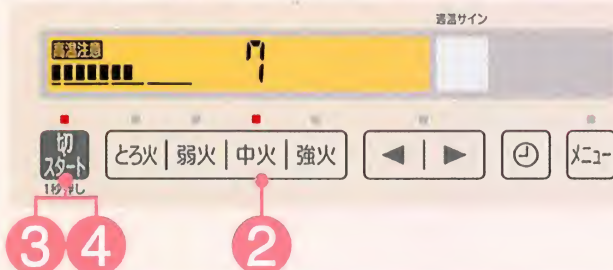 適温サイン
高温注意
7
切
スタート
1秒押し
とろ火 弱火 中火 強火
メニュー
3 4 2